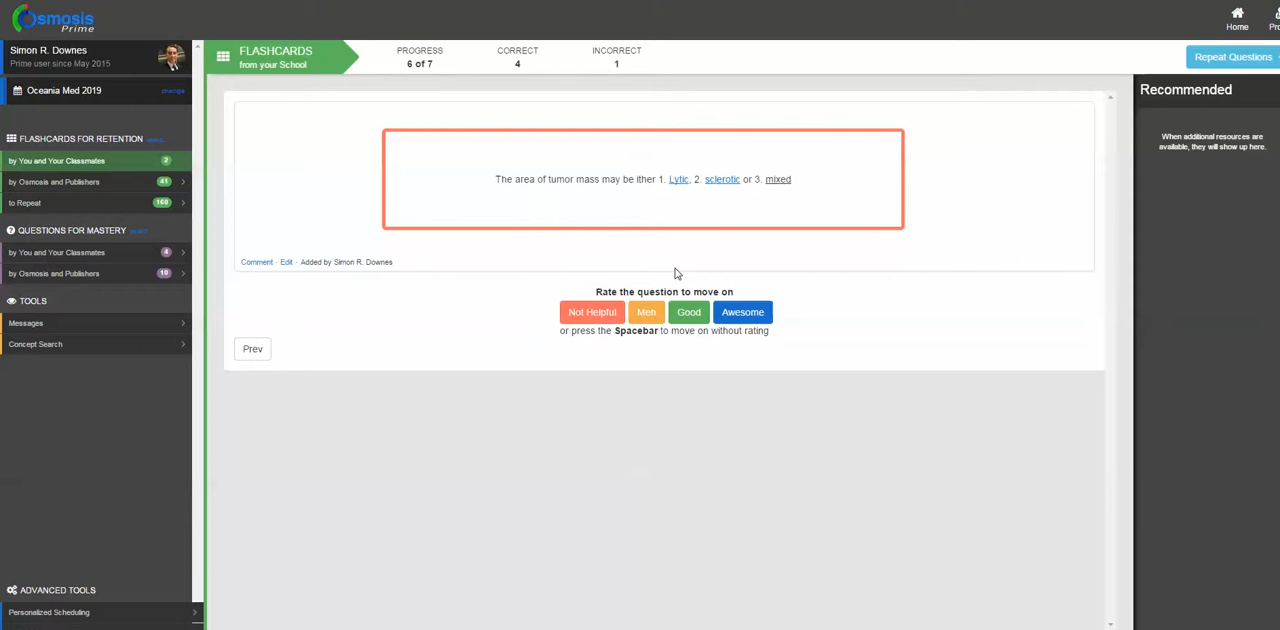 Osmosis
Prime
Home
Simon R. Downes
Prime user since May 2015
Oceania Med 2019
change
FLASHCARDS FOR RETENTION
by You and Your Classmates 2
by Osmosis and Publishers 41
to Repeat 168
QUESTIONS FOR MASTERY
by You and Your Classmates 4
by Osmosis and Publishers 10
TOOLS
Messages
Concept Search
ADVANCED TOOLS
Personalized Scheduling
FLASHCARDS
from your School
PROGRESS
6 of 7
CORRECT
4
INCORRECT
1
Repeat Questions
The area of tumor mass may be ither 1. Lytic, 2. sclerotic or 3. mixed
Comment · Edit · Added by Simon R. Downes
Rate the question to move on
Not Helpful Meh Good Awesome
or press the Spacebar to move on without rating
Prev
Recommended
When additional resources are
available, they will show up here.